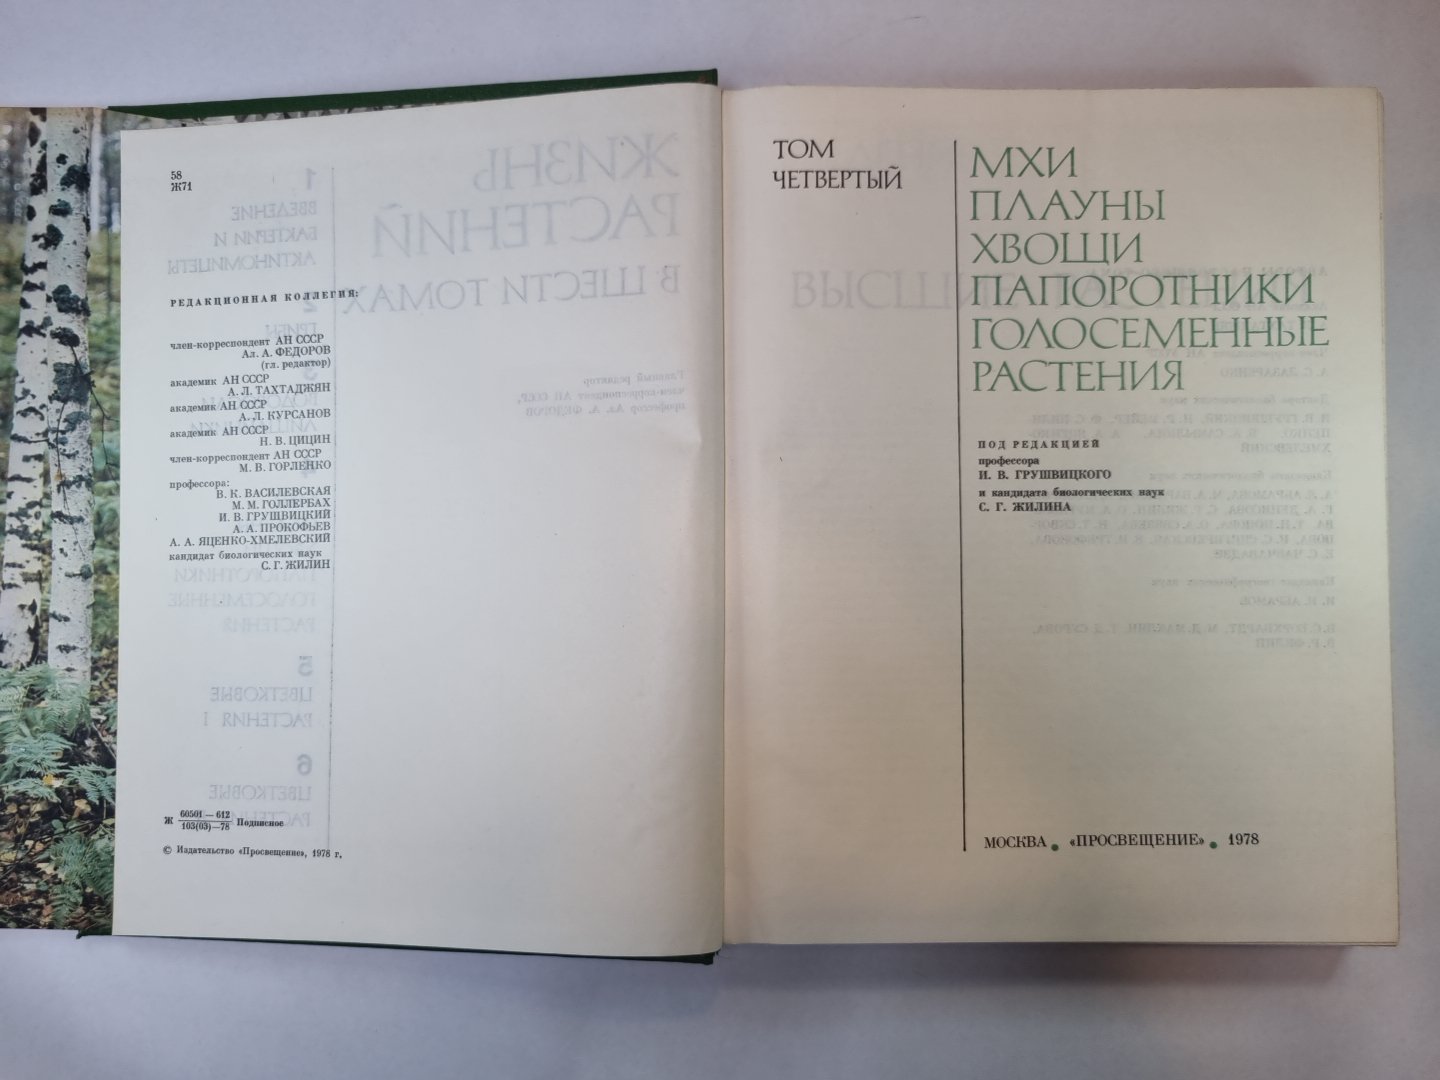 58
Ж71
РЕДАКЦИОННАЯ КОЛЛЕГИЯ:
член-корреспондент АН СССР
Ал. А. ФЕДОРОВ
(гл. редактор)
академик АН СССР
А. Л. ТАХТАДЖЯН
академик АН СССР
А. Л. КУРСАНОВ
академик АН СССР
Н. В. ЦИЦИН
член-корреспондент АН СССР
М. В. ГОРЛЕНКО
профессора:
В. К. ВАСИЛЕВСКАЯ
М. М. ГОЛЛЕРБАХ
И. В. ГРУШВИЦКИЙ
А. А. ПРОКОФЬЕВ
А. А. ЯЦЕНКО-ХМЕЛЕВСКИЙ
кандидат биологических наук
С. Г. ЖИЛИН
Ж 60501—612
103(03)—78 Подписное
© Издательство «Просвещение», 1978 г.
ТОМ
ЧЕТВЕРТЫЙ
МХИ
ПЛАУНЫ
ХВОЩИ
ПАПОРОТНИКИ
ГОЛОСЕМЕННЫЕ
РАСТЕНИЯ
ПОД РЕДАКЦИЕЙ
профессора
И. В. ГРУШВИЦКОГО
и кандидата биологических наук
С. Г. ЖИЛИНА
МОСКВА • «ПРОСВЕЩЕНИЕ» • 1978